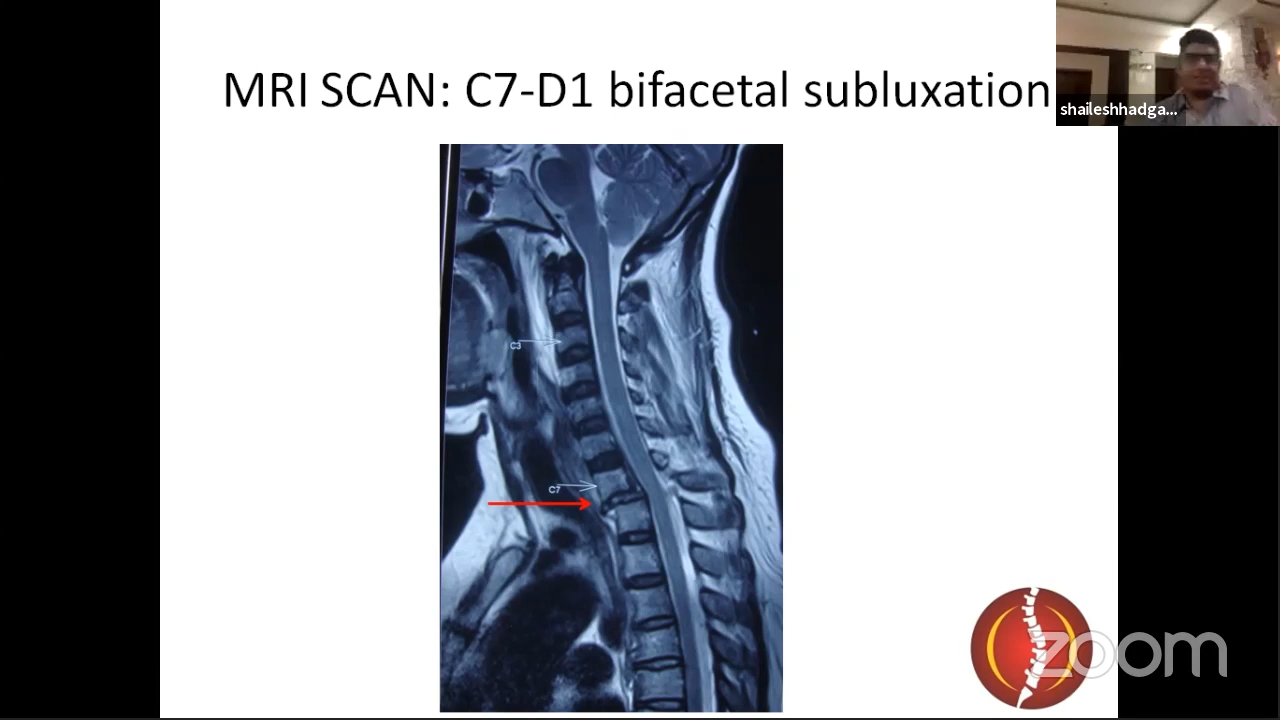 MRI SCAN: C7-D1 bifacetal subluxation
shaileshhadga...
C3
C7
zoom